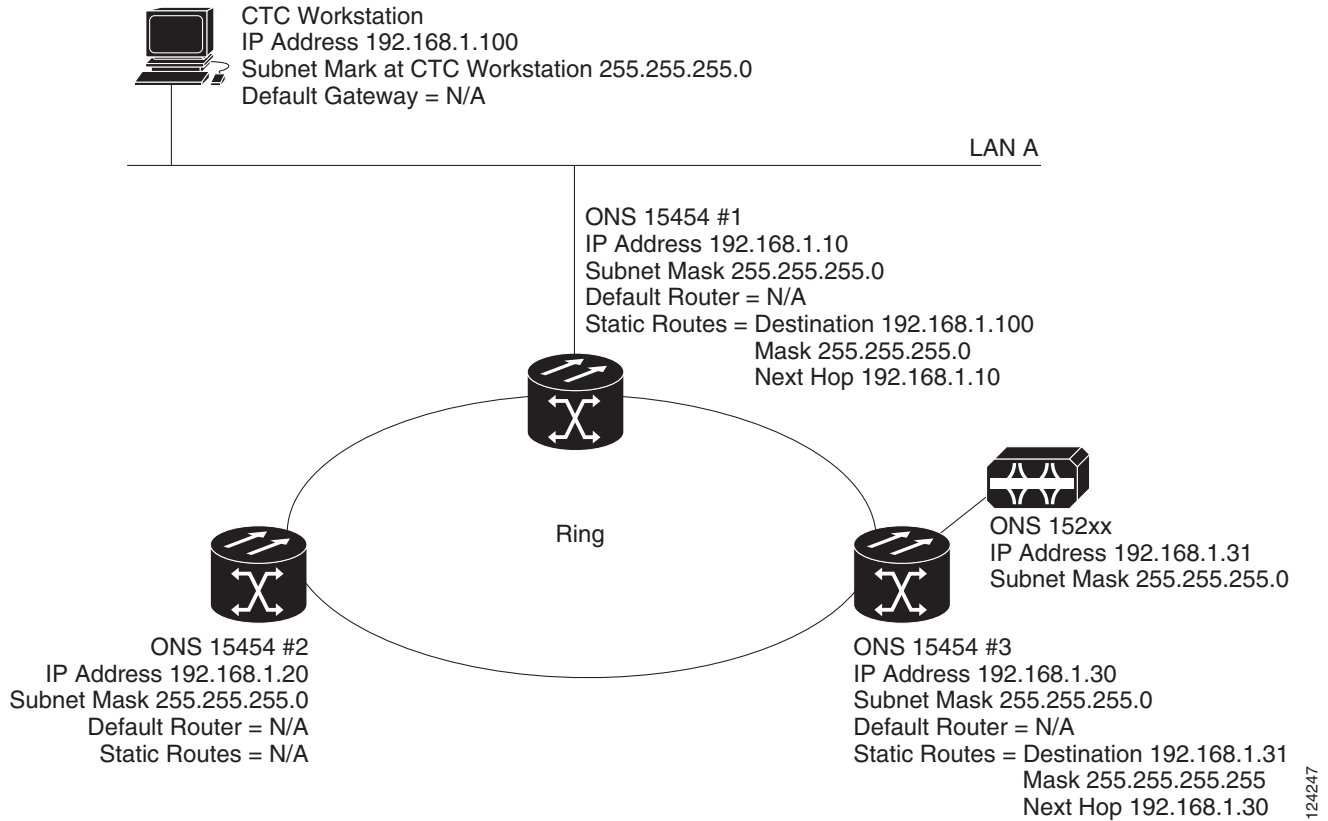 CTC Workstation
IP Address 192.168.1.100
Subnet Mark at CTC Workstation 255.255.255.0
Default Gateway = N/A
LAN A
ONS 15454 #1
IP Address 192.168.1.10
Subnet Mask 255.255.255.0
Default Router = N/A
Static Routes = Destination 192.168.1.100
Mask 255.255.255.0
Next Hop 192.168.1.10
Ring
ONS 152xx
IP Address 192.168.1.31
Subnet Mask 255.255.255.0
ONS 15454 #2
IP Address 192.168.1.20
Subnet Mask 255.255.255.0
Default Router = N/A
Static Routes = N/A
ONS 15454 #3
IP Address 192.168.1.30
Subnet Mask 255.255.255.0
Default Router = N/A
Static Routes = Destination 192.168.1.31
Mask 255.255.255.255
Next Hop 192.168.1.30
124247